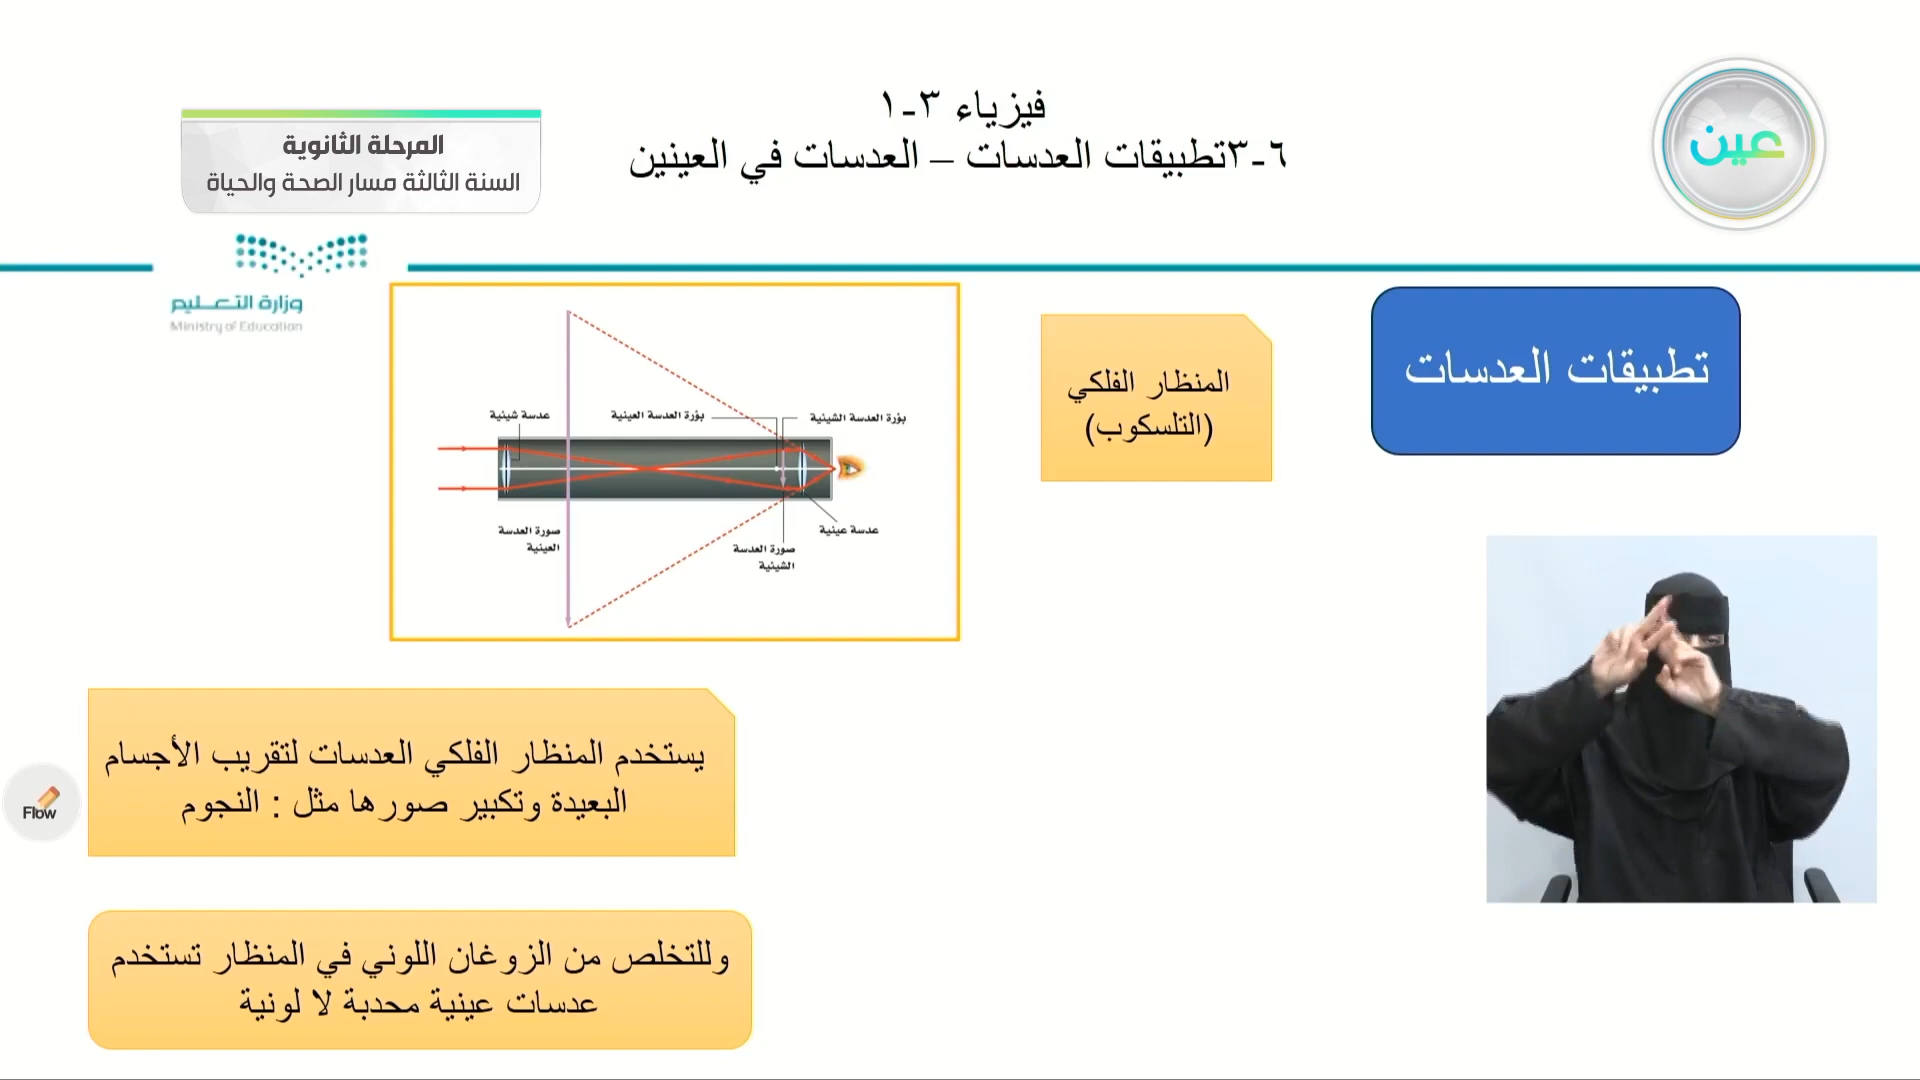 فيزياء ٣-١
٦-٣تطبيقات العدسات – العدسات في العينين
عين
المرحلة الثانوية
السنة الثالثة مسار الصحة والحياة
وزارة التعليم
Ministry of Education
تطبيقات العدسات
المنظار الفلكي
(التلسكوب)
بؤرة العدسة الشيئية
بؤرة العدسة العينية
عدسة شيئية
عدسة عينية
صورة العدسة
الشيئية
صورة العدسة
العينية
يستخدم المنظار الفلكي العدسات لتقريب الأجسام
البعيدة وتكبير صورها مثل : النجوم
Flow
وللتخلص من الزوغان اللوني في المنظار تستخدم
عدسات عينية محدبة لا لونية